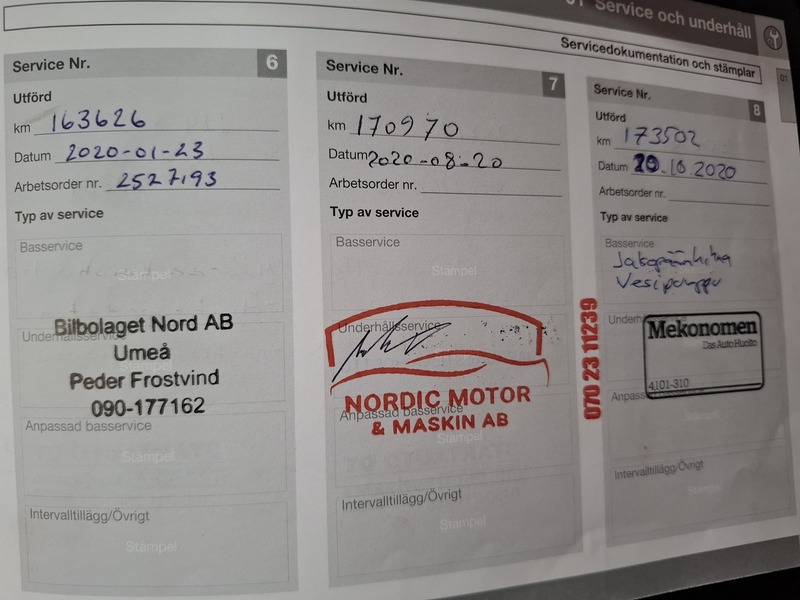 01 Service och underhåll
Servicedokumentation och stämplar
01
Service Nr. 6
Utförd
km 163626
Datum 2020-01-23
Arbetsorder nr. 2527193
Typ av service
Basservice
Stämpel
Underhållsservice
Bilbolaget Nord AB
Umeå
Peder Frostvind
090-177162
Anpassad basservice
Stämpel
Intervalltillägg/Övrigt
Stämpel
Service Nr. 7
Utförd
km 170970
Datum 2020-08-20
Arbetsorder nr.
Typ av service
Basservice
Stämpel
Underhållsservice
NORDIC MOTOR
& MASKIN AB
Anpassad basservice
Stämpel
Intervalltillägg/Övrigt
Stämpel
070 23 11239
Service Nr. 8
Utförd
km 173502
Datum 20.10.2020
Arbetsorder nr.
Typ av service
Basservice
Jakopäänhihna
Vesipumppu
Mekonomen
Das Auto Huolto
4101-310
Stämpel
Intervalltillägg/Övrigt
Stämpel